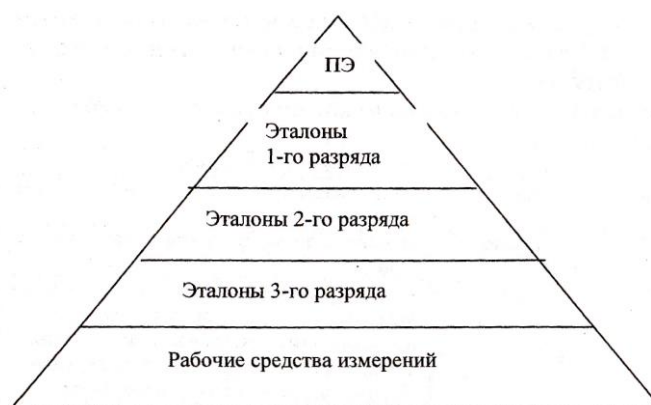 ПЭ
Эталоны
1-го разряда
Эталоны 2-го разряда
Эталоны 3-го разряда
Рабочие средства измерений